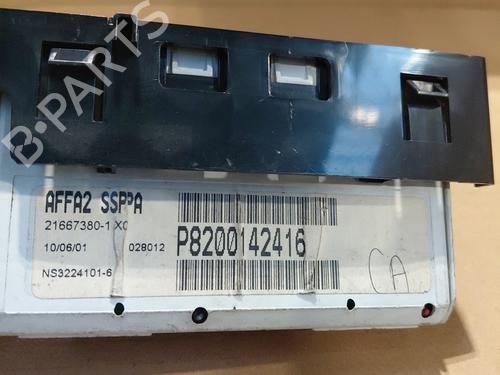 B-PARTS
AFFA2 SSPPA
21667380-1 X0
10/06/01 028012
P8200142416
NS3224101-6
CA